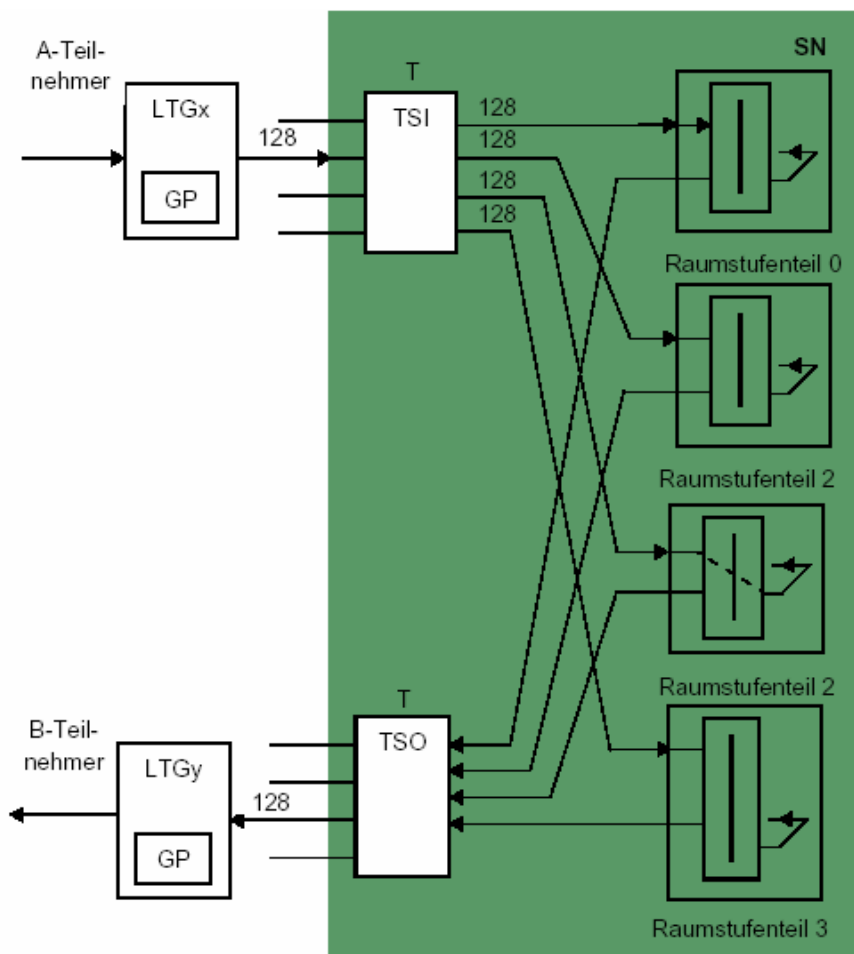 A-Teil-
nehmer
LTGx
GP
128
T
TSI
128
128
128
128
SN
Raumstufenteil 0
Raumstufenteil 2
Raumstufenteil 2
Raumstufenteil 3
B-Teil-
nehmer
LTGy
GP
128
T
TSO